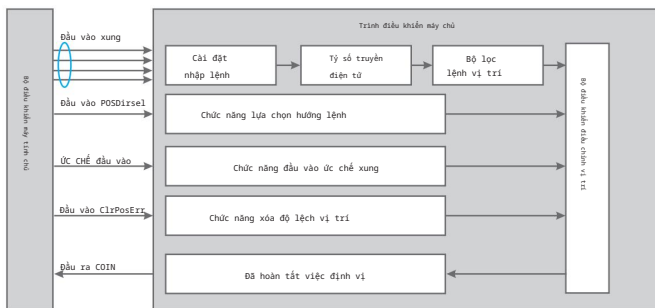 Trình điều khiển máy chủ
Đầu vào xung
Cài đặt
nhập lệnh
Tỷ số truyền
điện tử
Bộ lọc
lệnh vị trí
Bộ điều khiển máy tính chủ
Đầu vào POSDirsel
Chức năng lựa chọn hướng lệnh
Bộ điều khiển điều chỉnh vị trí
ỨC CHẾ đầu vào
Chức năng đầu vào ức chế xung
Đầu vào ClrPosErr
Chức năng xóa độ lệch vị trí
Đầu ra COIN
Đã hoàn tất việc định vị